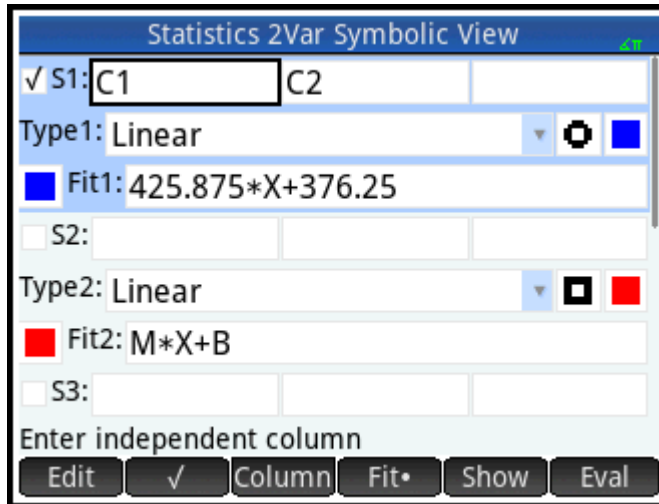 Statistics 2Var Symbolic View
∡π
√ S1: C1 C2
Type1: Linear
Fit1: 425.875*X+376.25
S2:
Type2: Linear
Fit2: M*X+B
S3:
Enter independent column
Edit √ Column Fit• Show Eval